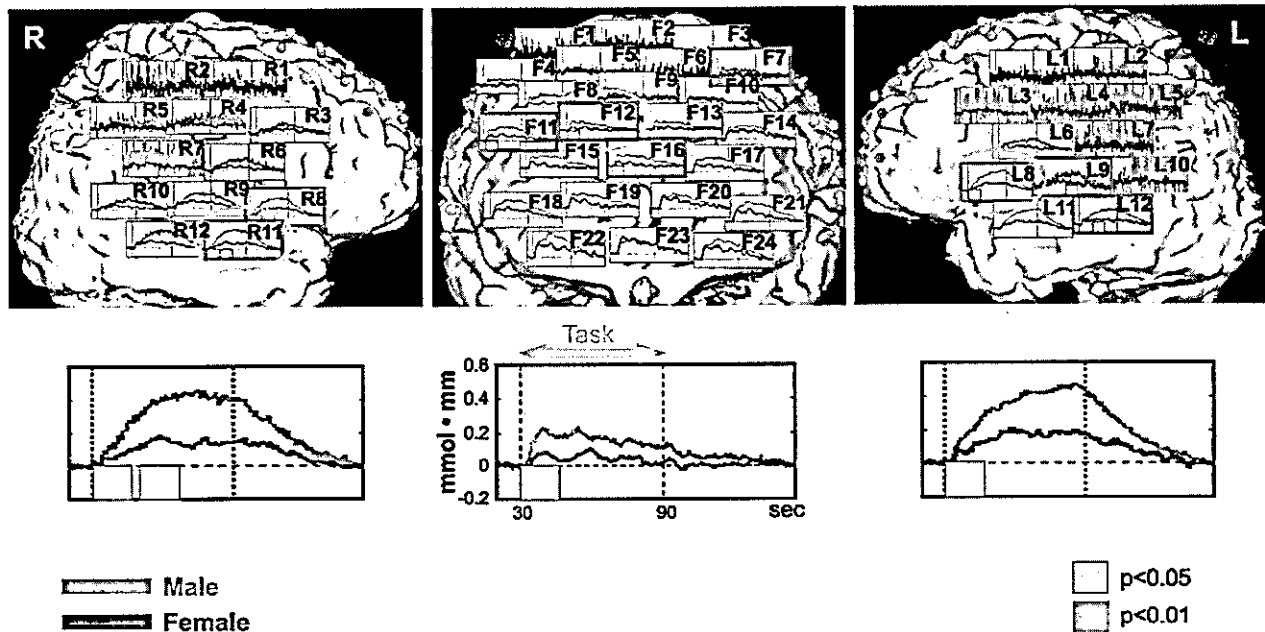 R
R2 R1
R5 R4 R3
R7 R6
R10 R9 R8
R12 R11
F1 F2 F3
F4 F5 F6 F7
F8 F9 F10
F11 F12 F13 F14
F15 F16 F17
F18 F19 F20 F21
F22 F23 F24
L
L1 L2
L3 L4 L5
L6 L7
L8 L9 L10
L11 L12
Task
0.8
0.4
0.2
0
-0.2
mmol • mm
30 90 sec
Male
Female
p<0.05
p<0.01